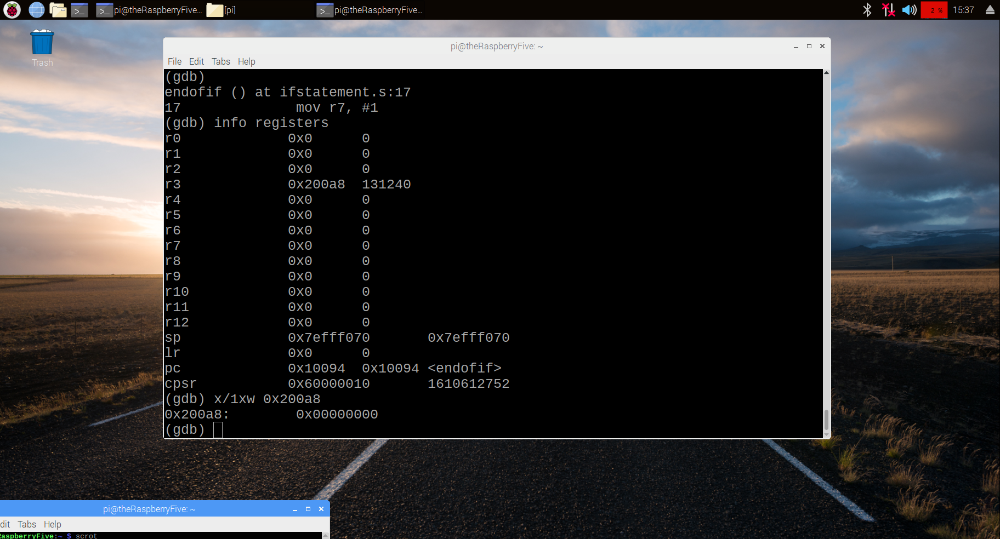 pi@theRaspberryFive... [pi] pi@theRaspberryFive... 2 % 15:37
Trash
pi@theRaspberryFive: ~
File Edit Tabs Help
(gdb)
endofif () at ifstatement.s:17
17 mov r7, #1
(gdb) info registers
r0 0x0 0
r1 0x0 0
r2 0x0 0
r3 0x200a8 131240
r4 0x0 0
r5 0x0 0
r6 0x0 0
r7 0x0 0
r8 0x0 0
r9 0x0 0
r10 0x0 0
r11 0x0 0
r12 0x0 0
sp 0x7efff070 0x7efff070
lr 0x0 0
pc 0x10094 0x10094 <endofif>
cpsr 0x60000010 1610612752
(gdb) x/1xw 0x200a8
0x200a8: 0x00000000
(gdb)
pi@theRaspberryFive: ~
dit Tabs Help
RaspberryFive:~ $ scrot